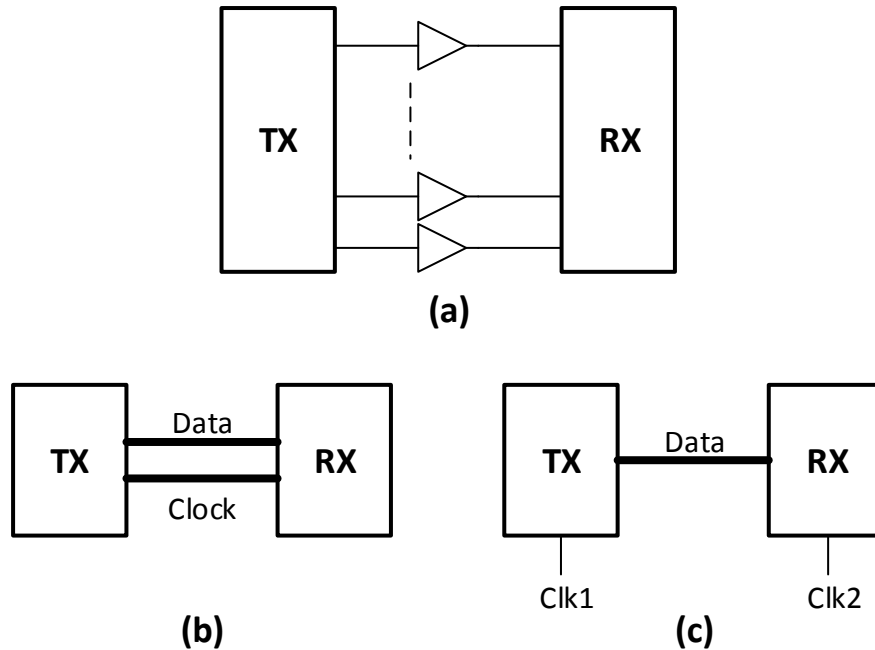 TX
RX
(a)
Data
TX
RX
Clock
(b)
Data
TX
RX
Clk1
Clk2
(c)